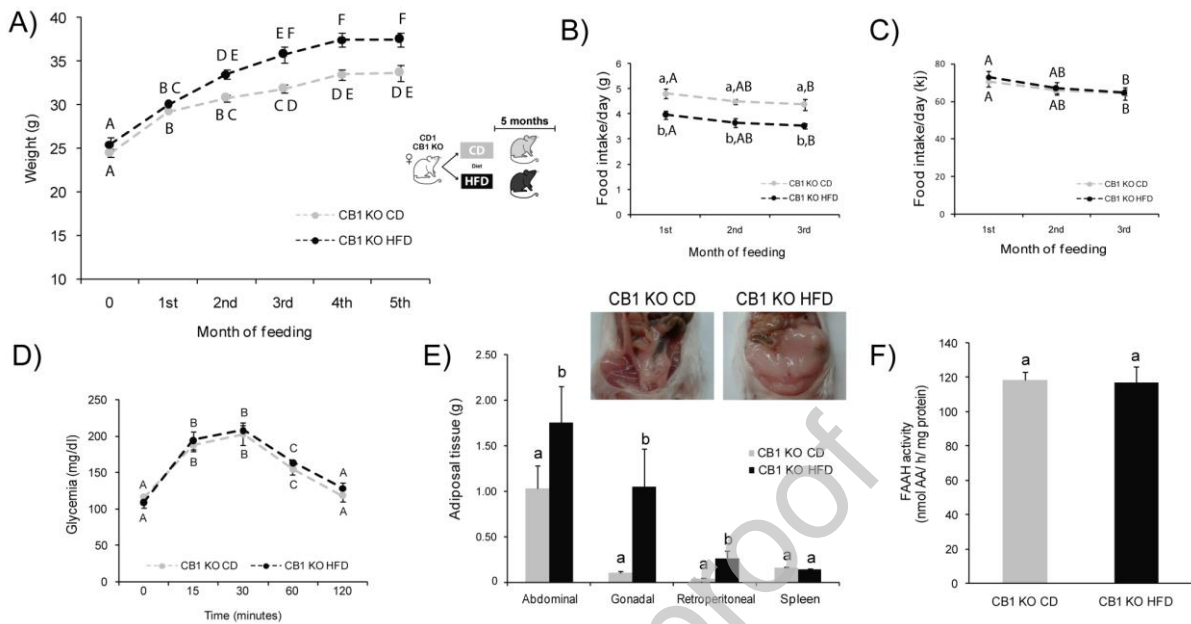 A)
Weight (g)
40
35
30
25
20
15
10
A
A
B C
B
D E
B C
E F
C D
F
D E
F
D E
CB1 KO CD
CB1 KO HFD
0 1st 2nd 3rd 4th 5th
Month of feeding
CD1
CB1 KO
♀
CD
Diet
HFD
5 months
B)
Food intake/day (g)
6
5
4
3
2
1
0
a,A a,AB a,B
b,A b,AB b,B
CB1 KO CD
CB1 KO HFD
1st 2nd 3rd
Month of feeding
C)
Food intake/day (kj)
80
60
40
20
0
A AB B
A AB B
CB1 KO CD
CB1 KO HFD
1st 2nd 3rd
Month of feeding
D)
Glycemia (mg/dl)
250
200
150
100
50
0
A B B C A
A B B C A
CB1 KO CD CB1 KO HFD
0 15 30 60 120
Time (minutes)
E)
CB1 KO CD CB1 KO HFD
Adiposal tissue (g)
2.50
2.00
1.50
1.00
0.50
0.00
a b a b a b a a
CB1 KO CD
CB1 KO HFD
Abdominal Gonadal Retroperitoneal Spleen
F)
FAAH activity
(nmol AA/ h/ mg protein)
140
120
100
80
60
40
20
0
a a
CB1 KO CD CB1 KO HFD
proof